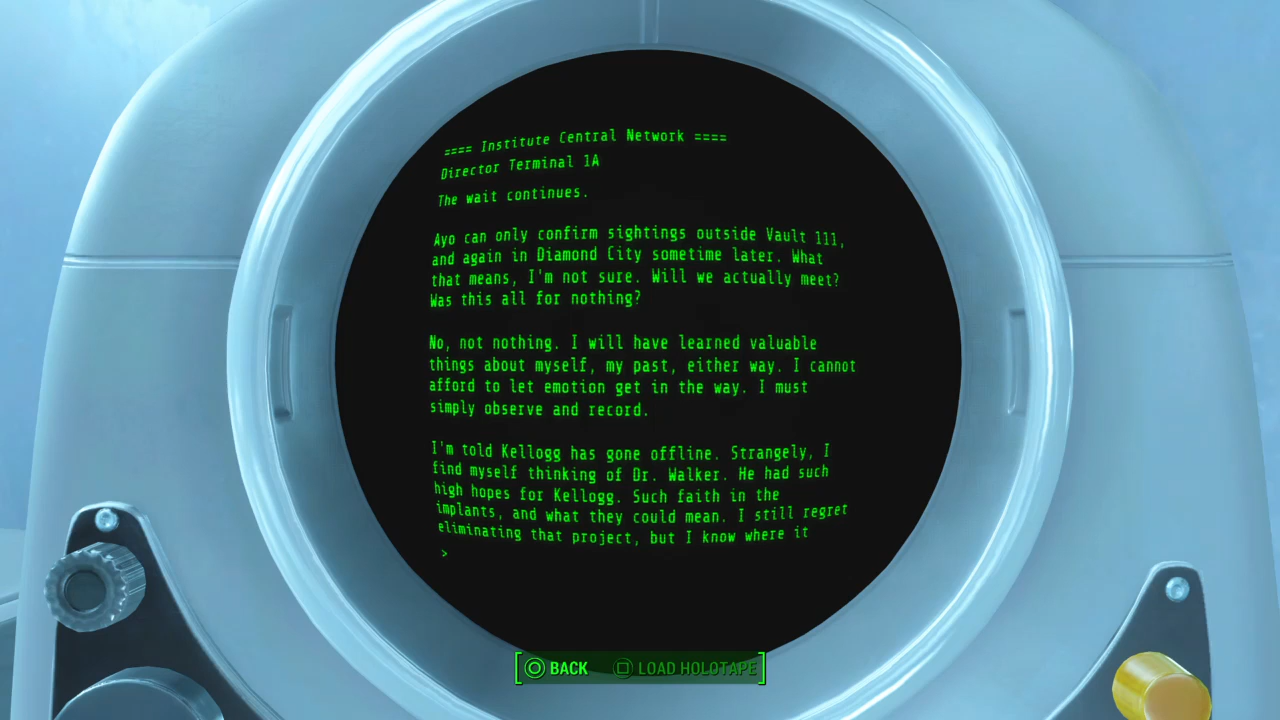 ==== Institute Central Network ====
Director Terminal 1A
The wait continues.
Ayo can only confirm sightings outside Vault 111,
and again in Diamond City sometime later. What
that means, I'm not sure. Will we actually meet?
Was this all for nothing?
No, not nothing. I will have learned valuable
things about myself, my past, either way. I cannot
afford to let emotion get in the way. I must
simply observe and record.
I'm told Kellogg has gone offline. Strangely, I
find myself thinking of Dr. Walker. He had such
high hopes for Kellogg. Such faith in the
implants, and what they could mean. I still regret
eliminating that project, but I know where it
>
BACK LOAD HOLOTAPE